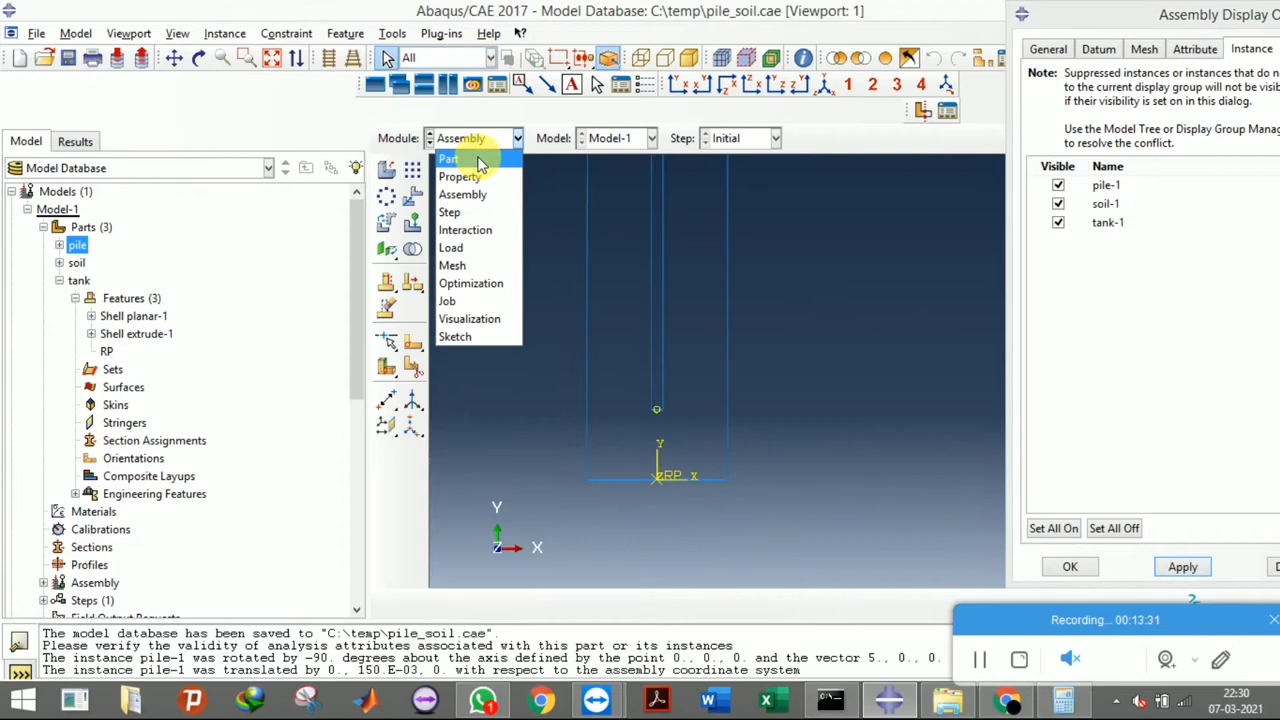 Abaqus/CAE 2017 - Model Database: C:\temp\pile_soil.cae [Viewport: 1]
Assembly Display
File Model Viewport View Instance Constraint Feature Tools Plug-ins Help
General Datum Mesh Attribute Instance
All
Note: Suppressed instances or instances that do n
to the current display group will not be visib
if their visibility is set on in this dialog.
Use the Model Tree or Display Group Mana
to resolve the conflict.
1 2 3 4
Model Results
Module: Assembly Model: Model-1 Step: Initial
Model Database
Part
Property
Assembly
Step
Interaction
Load
Mesh
Optimization
Job
Visualization
Sketch
Models (1)
Model-1
Parts (3)
pile
soil
tank
Features (3)
Shell planar-1
Shell extrude-1
RP
Sets
Surfaces
Skins
Stringers
Section Assignments
Orientations
Composite Layups
Engineering Features
Materials
Calibrations
Sections
Profiles
Assembly
Steps (1)
Field Output Requests
Y
RP X
Y
Z X
Visible Name
pile-1
soil-1
tank-1
Set All On Set All Off
OK Apply
Recording... 00:13:31
The model database has been saved to "C:\temp\pile_soil.cae".
Please verify the validity of analysis attributes associated with this part or its instances
The instance pile-1 was rotated by -90. degrees about the axis defined by the point 0., 0., 0. and the vector 5., 0., 0.
The instance pile-1 was translated by 0., 150.E-03, 0. with respect to the assembly coordinate system
22:30
07-03-2021